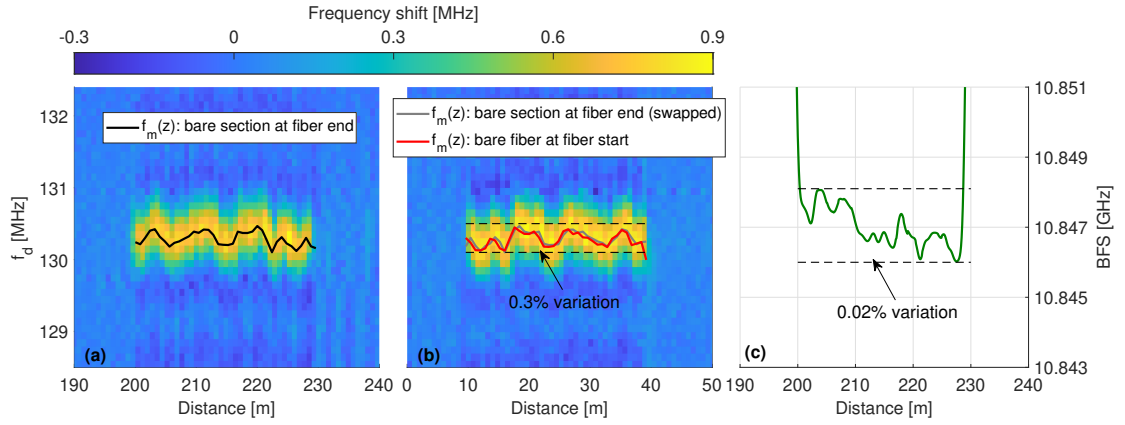 Frequency shift [MHz]
-0.3 0 0.3 0.6 0.9
f_m(z): bare section at fiber end
f_m(z): bare section at fiber end (swapped)
f_m(z): bare fiber at fiber start
132
131
130
129
f_d [MHz]
0.3% variation
0.02% variation
10.851
10.849
10.847
10.845
10.843
BFS [GHz]
(a)
(b)
(c)
190 200 210 220 230 240
0 10 20 30 40 50
190 200 210 220 230 240
Distance [m]
Distance [m]
Distance [m]